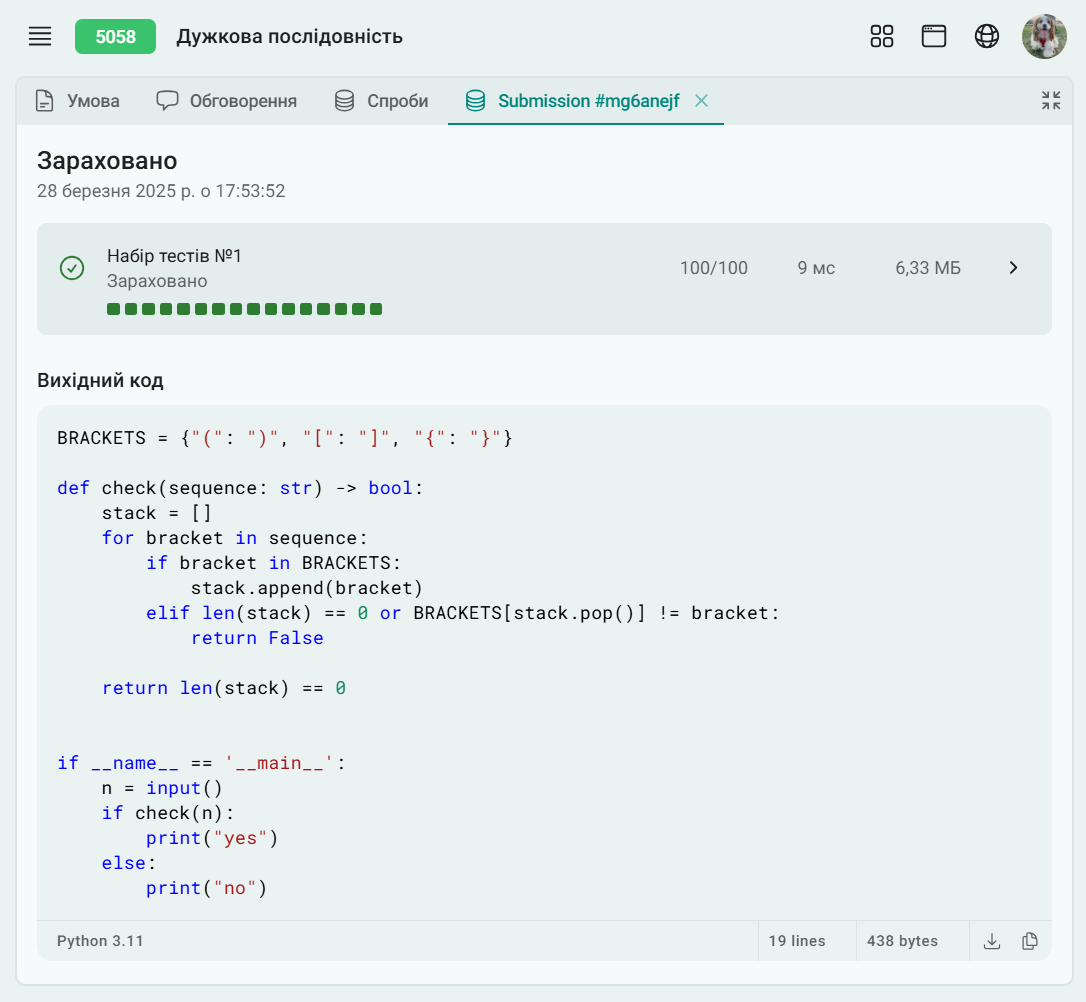 5058 Дужкова послідовність
Умова Обговорення Спроби Submission #mg6anejf
Зараховано
28 березня 2025 р. о 17:53:52
Набір тестів №1
Зараховано
100/100 9 мс 6,33 МБ
Вихідний код
BRACKETS = {"(": ")", "[": "]", "{": "}"}
def check(sequence: str) -> bool:
    stack = []
    for bracket in sequence:
        if bracket in BRACKETS:
            stack.append(bracket)
        elif len(stack) == 0 or BRACKETS[stack.pop()] != bracket:
            return False
    return len(stack) == 0
if __name__ == '__main__':
    n = input()
    if check(n):
        print("yes")
    else:
        print("no")
Python 3.11 19 lines 438 bytes